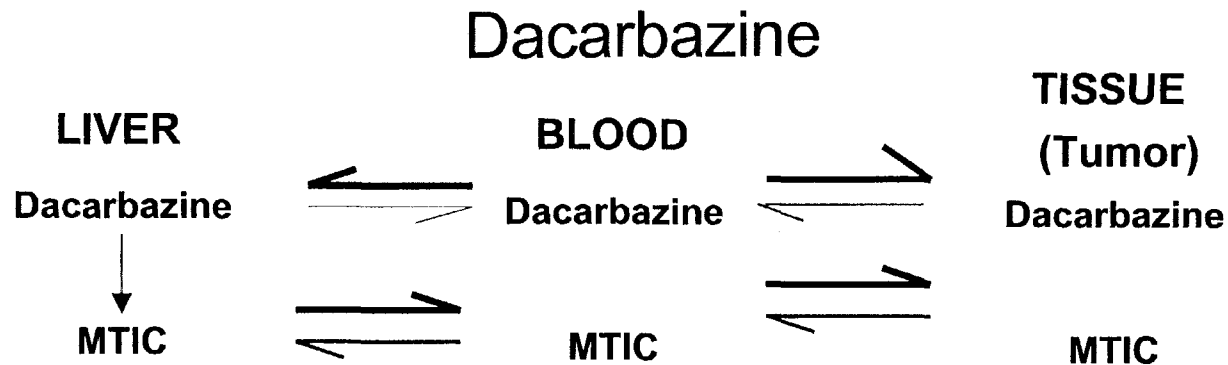 Dacarbazine
LIVER
BLOOD
TISSUE
(Tumor)
Dacarbazine
Dacarbazine
Dacarbazine
MTIC
MTIC
MTIC